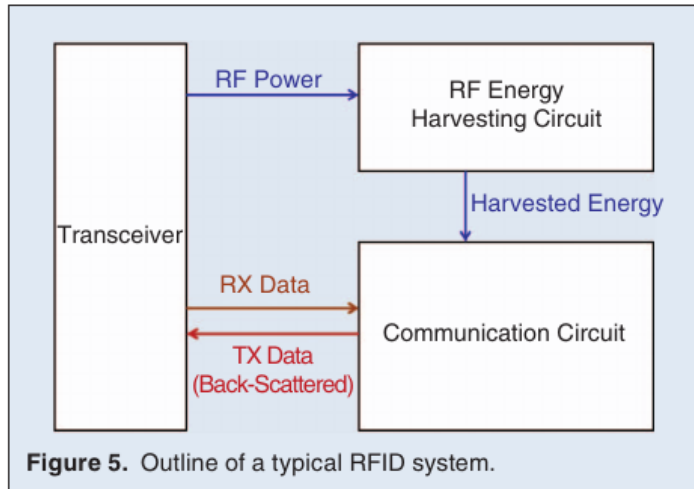 RF Power
RF Energy
Harvesting Circuit
Harvested Energy
Transceiver
RX Data
Communication Circuit
TX Data
(Back-Scattered)
Figure 5. Outline of a typical RFID system.